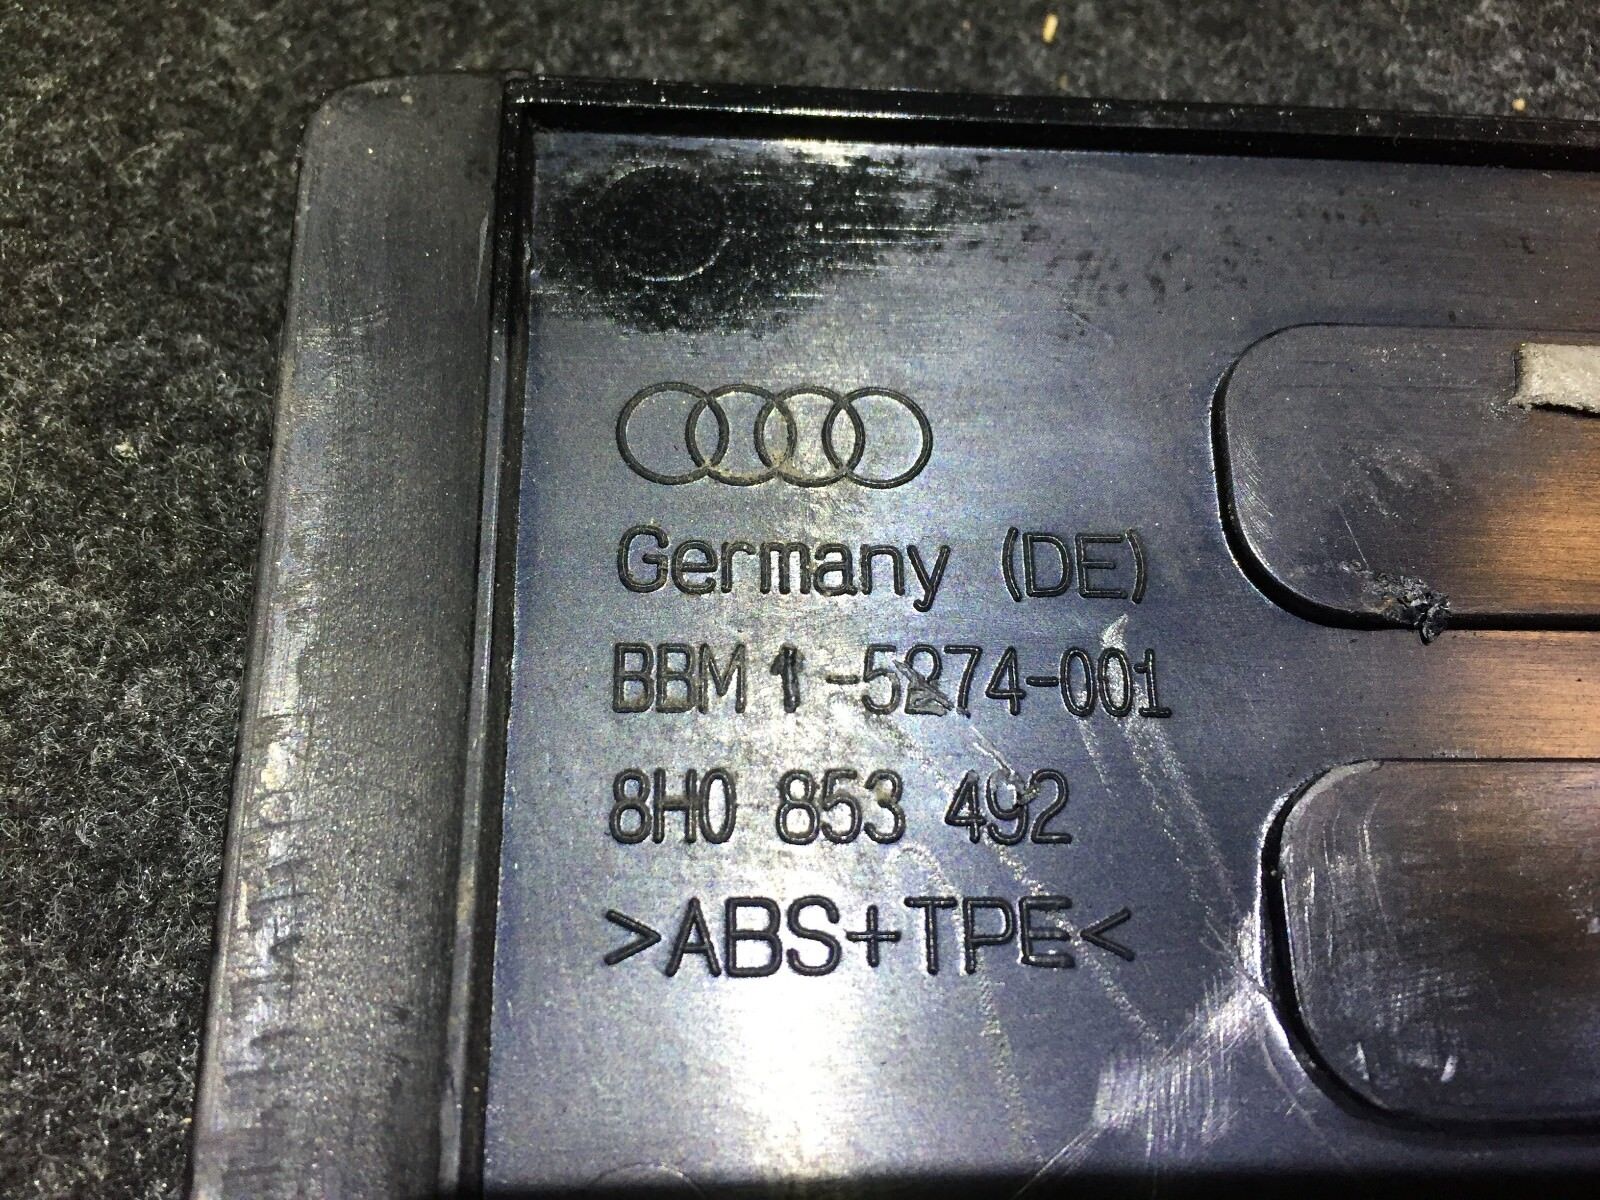 Germany (DE)
BBM 1-5274-001
8H0 853 492
>ABS+TPE<